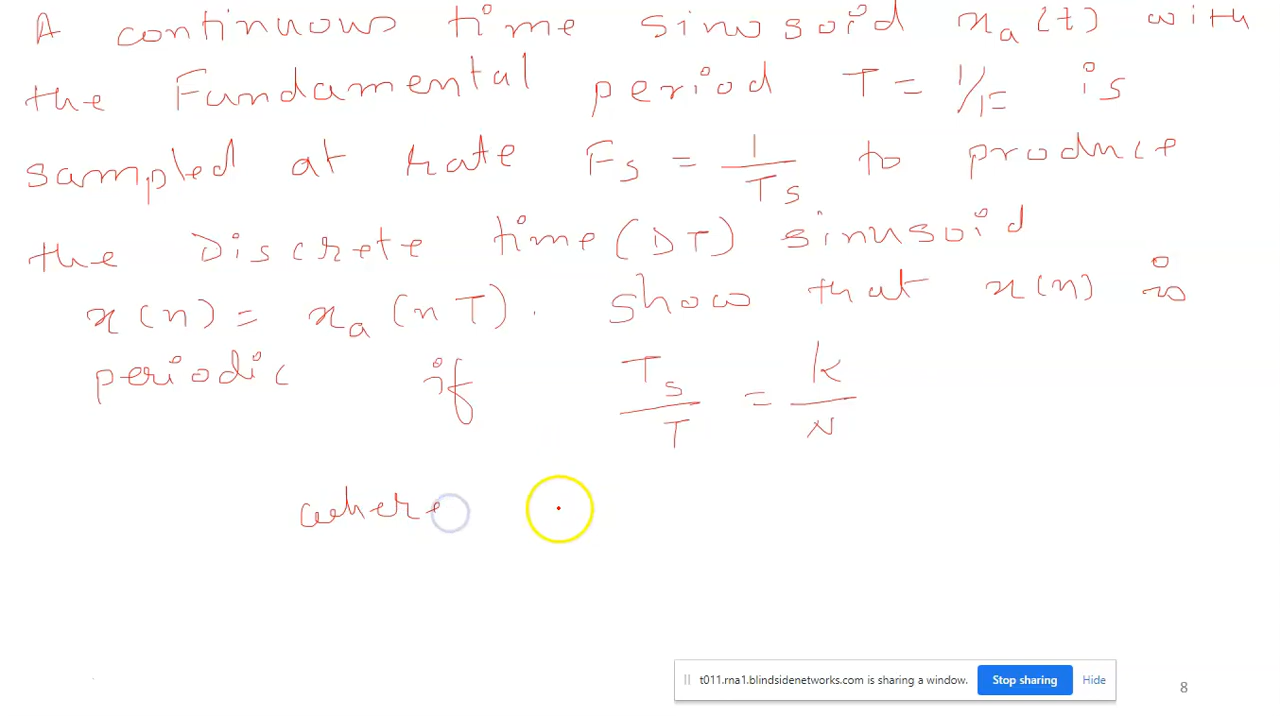 A continuous time sinusoid xₐ(t) with
the Fundamental period T = 1/F is
sampled at rate Fₛ = 1/Tₛ to produce
the Discrete time (DT) sinusoid
x(n) = xₐ(nT). show that x(n) is
periodic if Tₛ/T = k/N
where
t011.rna1.blindsidenetworks.com is sharing a window. Stop sharing Hide
8